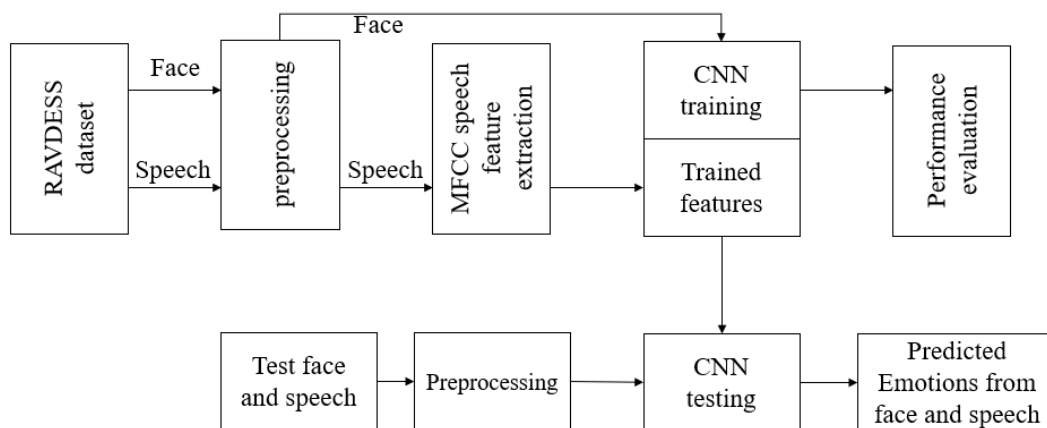 Face
RAVDESS
dataset
Face
Speech
preprocessing
Speech
MFCC speech
feature
extraction
CNN
training
Trained
features
Performance
evaluation
Test face
and speech
Preprocessing
CNN
testing
Predicted
Emotions from
face and speech